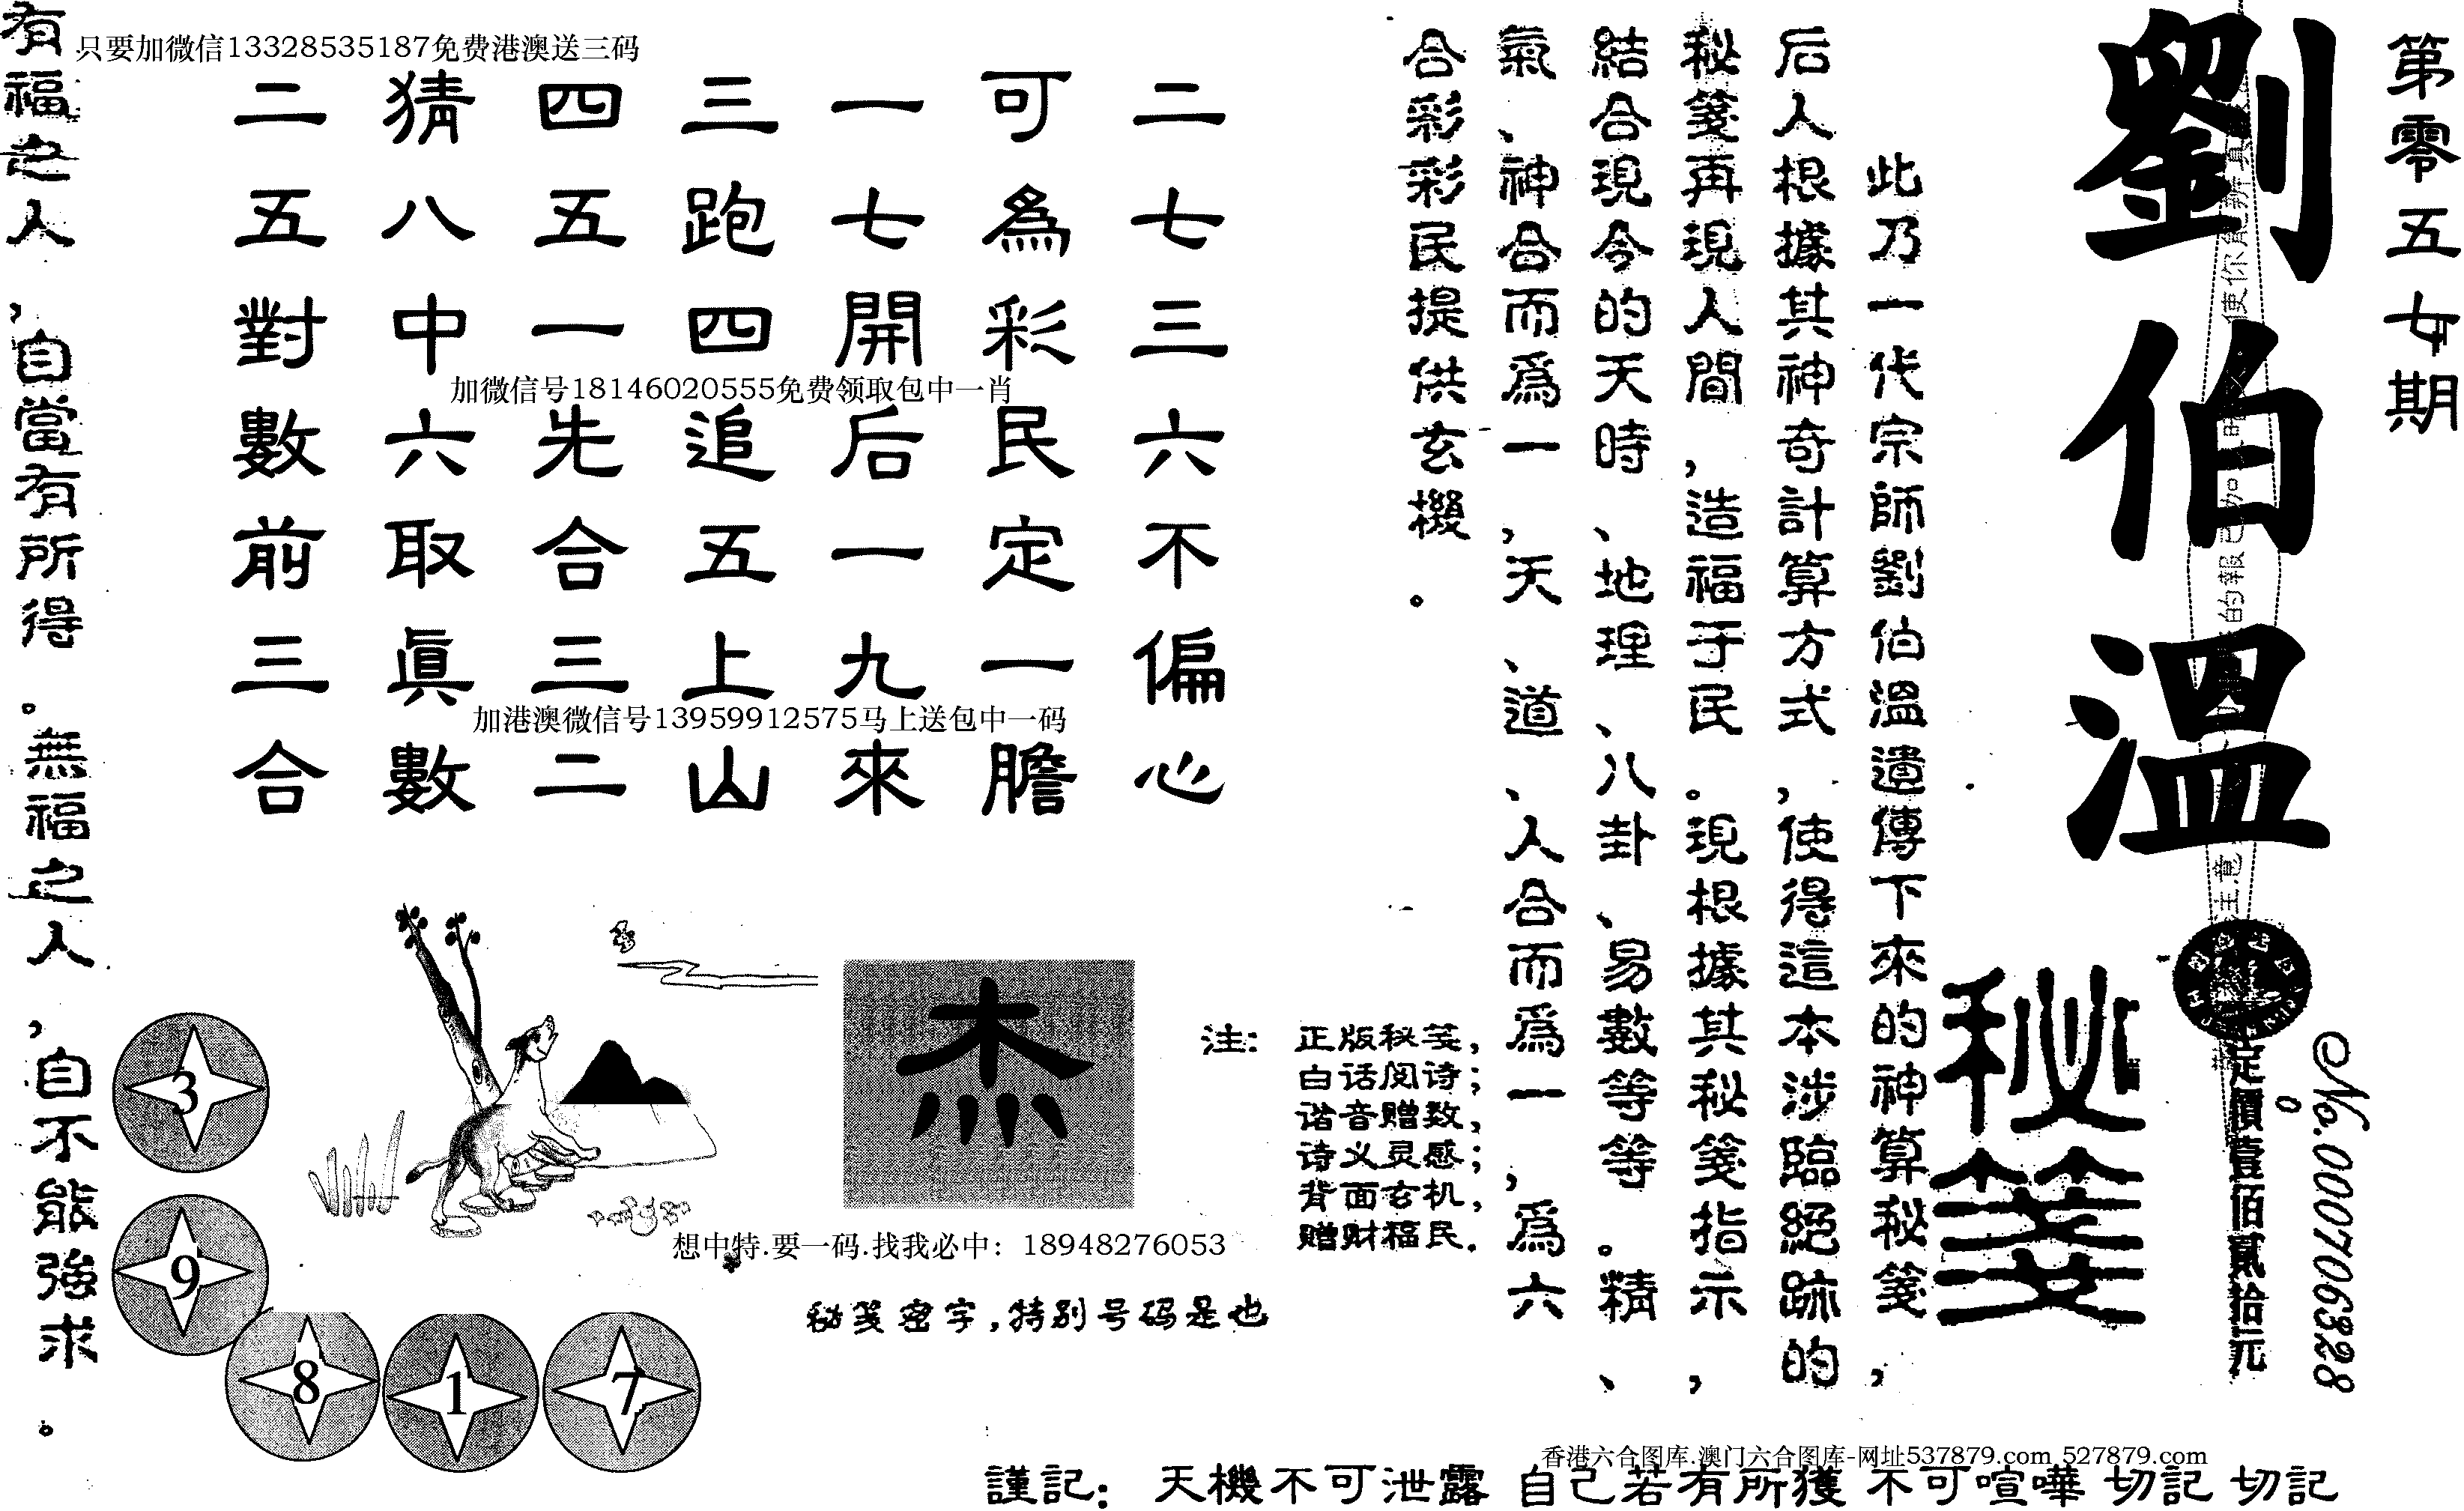 第零五七期
劉伯溫
秘箋
No.000706328
定價壹佰貳拾元
此乃一代宗師劉伯溫遺傳下來的神算秘箋，
后人根據其神奇計算方式，使得這本涉臨絕跡的
秘箋再現人間，造福于民。現根據其秘箋指示，
結合現今的天時、地理、八卦、易數等等。精、
氣、神合而爲一，天、道、人合而爲一，爲六
合彩彩民提供玄機。
二七三六不偏心
可爲彩民定一膽
一七開后一九來
三跑四追五上山
四五一先合三二
猜八中六取真數
二五對數前三合
有福之人，自當有所得。無福之人，自不能強求。
只要加微信13328535187免费港澳送三码
加微信号18146020555免费领取包中一肖
加港澳微信号13959912575马上送包中一码
注：
正版秘笺，
白话阅诗；
谐音赠数，
诗义灵感；
背面玄机，
赠财福民．
杰
3
9
8
1
7
想中特.要一码.找我必中：18948276053
秘笺密字，特别号码是也
香港六合图库.澳门六合图库-网址537879.com 527879.com
謹記：天機不可泄露 自己若有所獲 不可喧嘩 切記 切記